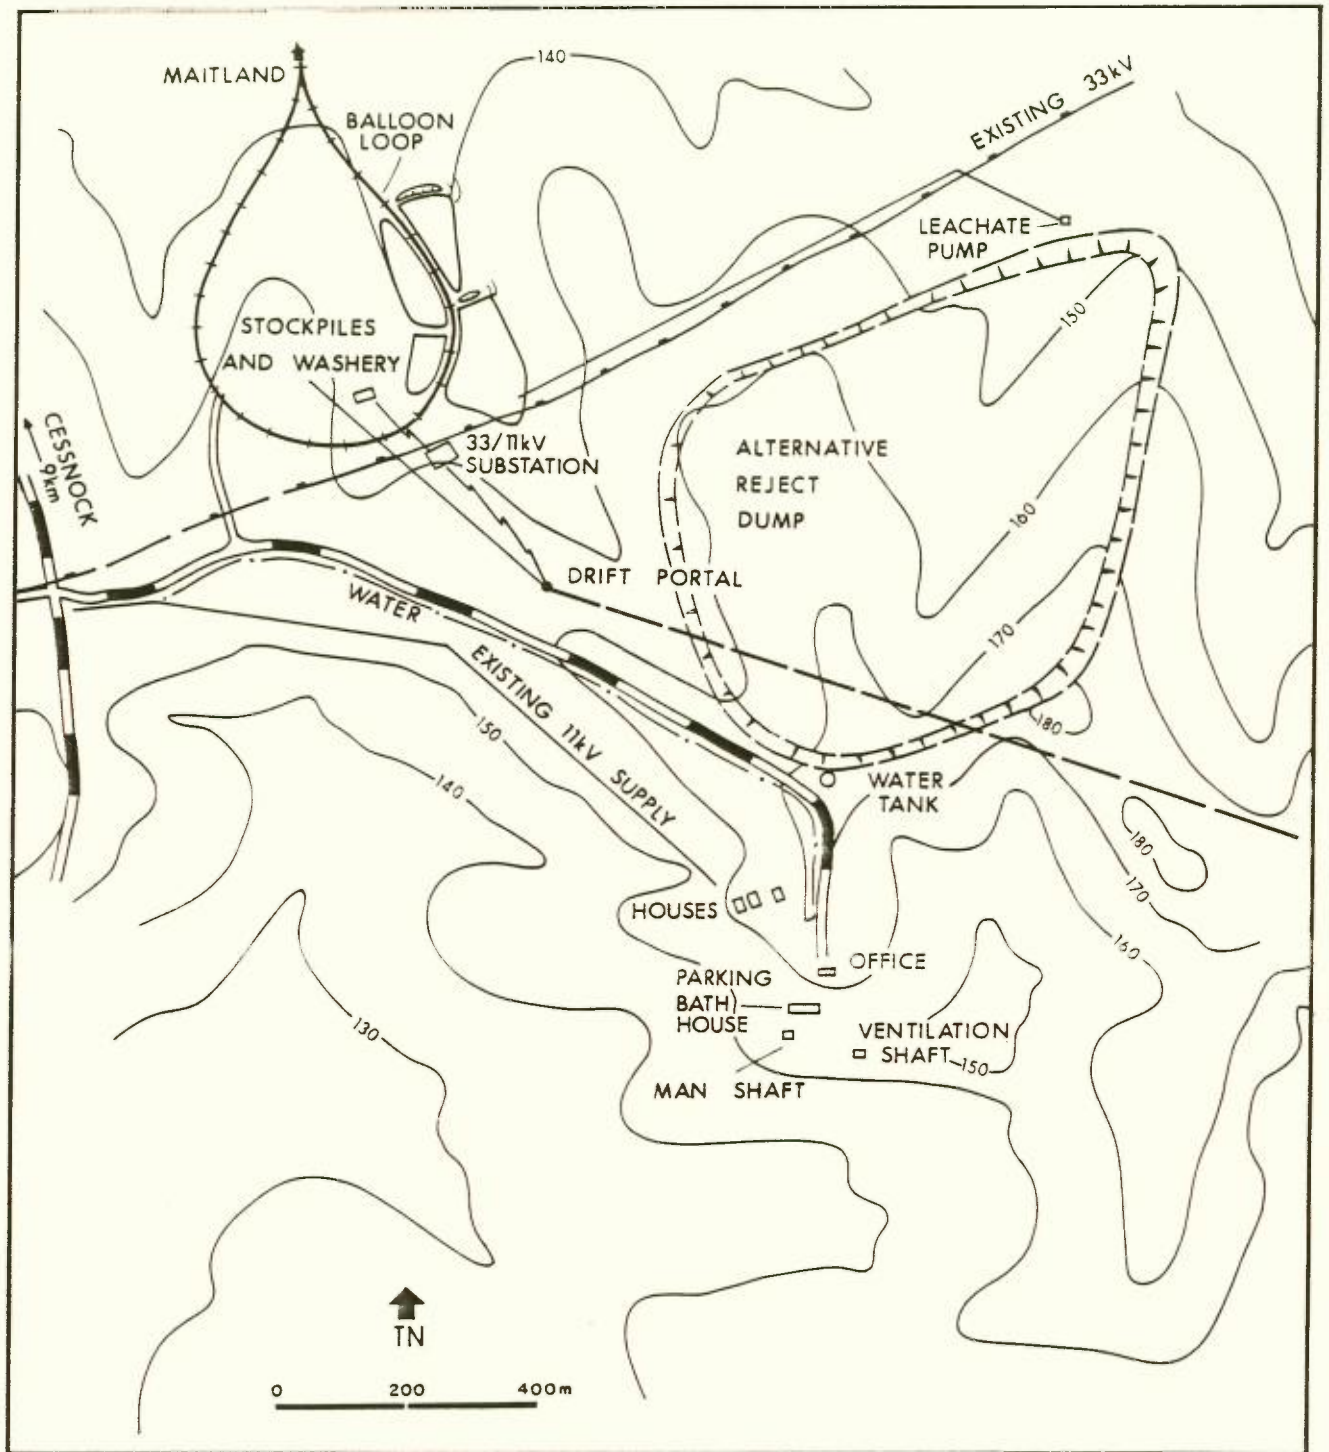 140
MAITLAND
EXISTING 33kV
BALLOON
LOOP
LEACHATE
PUMP
150
STOCKPILES
AND WASHERY
CESSNOCK
9km
33/11kV
SUBSTATION
ALTERNATIVE
REJECT
DUMP
160
DRIFT PORTAL
WATER
170
EXISTING 11kV SUPPLY
150
180
140
WATER
TANK
180
170
HOUSES
160
OFFICE
PARKING
BATH
HOUSE
130
VENTILATION
SHAFT
150
MAN SHAFT
TN
0 200 400m